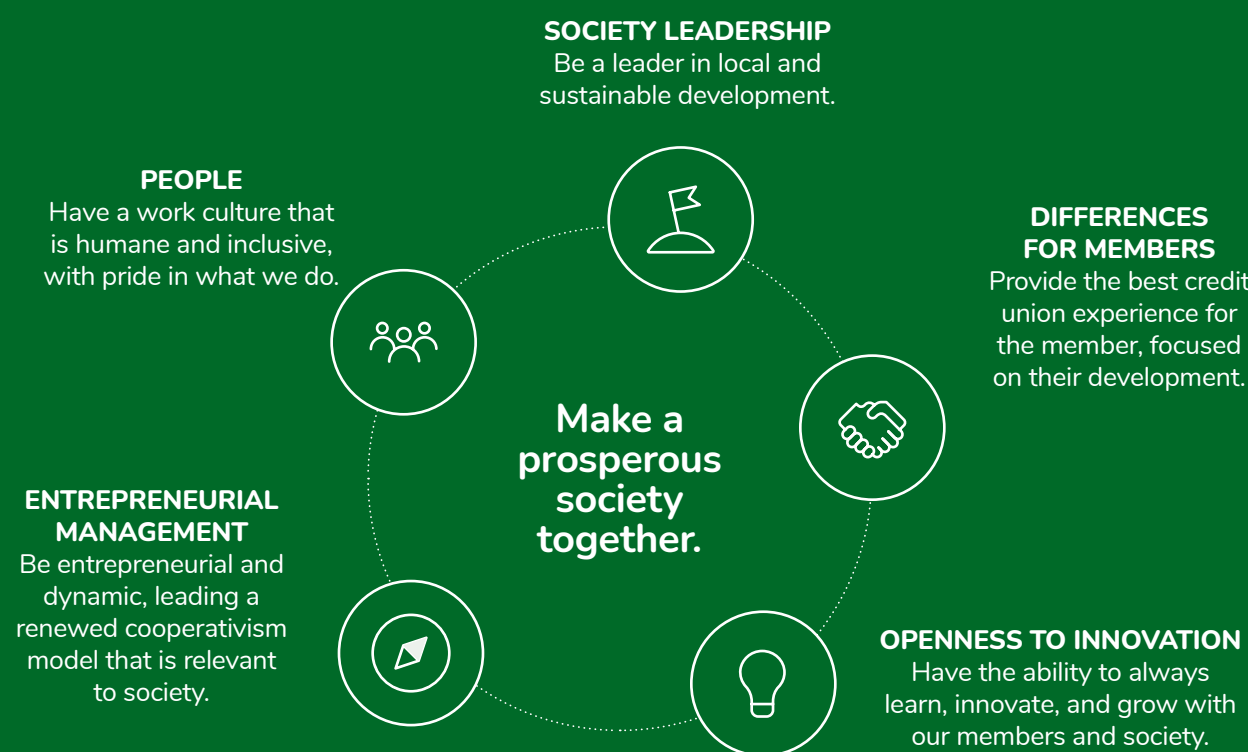 SOCIETY LEADERSHIP
Be a leader in local and
sustainable development.
PEOPLE
Have a work culture that
is humane and inclusive,
with pride in what we do.
DIFFERENCES
FOR MEMBERS
Provide the best credit
union experience for
the member, focused
on their development.
Make a
prosperous
society
together.
ENTREPRENEURIAL
MANAGEMENT
Be entrepreneurial and
dynamic, leading a
renewed cooperativism
model that is relevant
to society.
OPENNESS TO INNOVATION
Have the ability to always
learn, innovate, and grow with
our members and society.